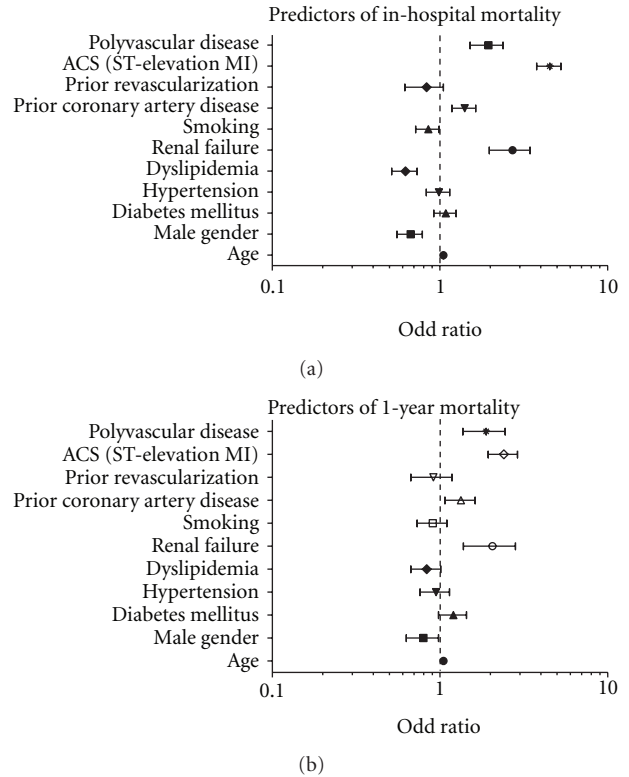 Predictors of in-hospital mortality
Polyvascular disease
ACS (ST-elevation MI)
Prior revascularization
Prior coronary artery disease
Smoking
Renal failure
Dyslipidemia
Hypertension
Diabetes mellitus
Male gender
Age
0.1 1 10
Odd ratio
(a)
Predictors of 1-year mortality
Polyvascular disease
ACS (ST-elevation MI)
Prior revascularization
Prior coronary artery disease
Smoking
Renal failure
Dyslipidemia
Hypertension
Diabetes mellitus
Male gender
Age
0.1 1 10
Odd ratio
(b)